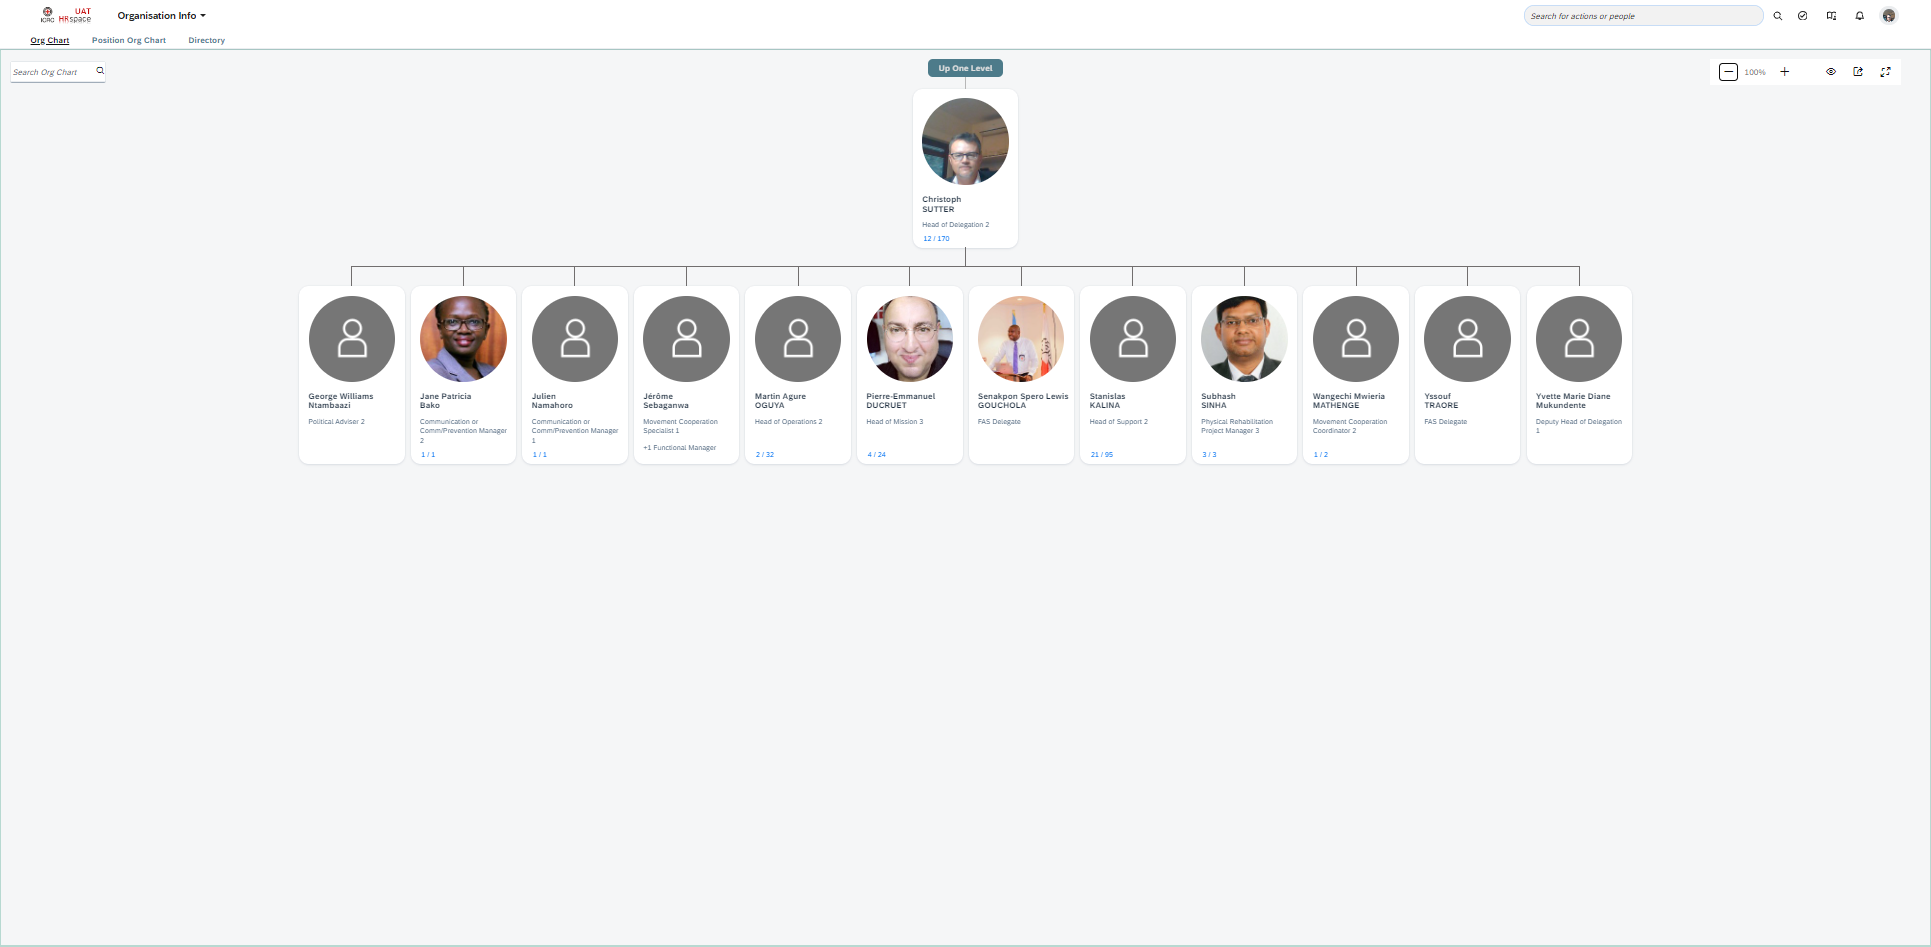 UAT
ICRC HRspace
Organisation Info
Search for actions or people
Org Chart
Position Org Chart
Directory
Search Org Chart
Up One Level
100%
Christoph
SUTTER
Head of Delegation 2
12 / 170
George Williams
Ntambaazi
Political Adviser 2
Jane Patricia
Bako
Communication or
Comm/Prevention Manager
2
1 / 1
Julien
Namahoro
Communication or
Comm/Prevention Manager
1
1 / 1
Jérôme
Sebaganwa
Movement Cooperation
Specialist 1
+1 Functional Manager
Martin Agure
OGUYA
Head of Operations 2
2 / 32
Pierre-Emmanuel
DUCRUET
Head of Mission 3
4 / 24
Senakpon Spero Lewis
GOUCHOLA
FAS Delegate
Stanislas
KALINA
Head of Support 2
21 / 95
Subhash
SINHA
Physical Rehabilitation
Project Manager 3
3 / 3
Wangechi Mwieria
MATHENGE
Movement Cooperation
Coordinator 2
1 / 2
Yssouf
TRAORE
FAS Delegate
Yvette Marie Diane
Mukundente
Deputy Head of Delegation
1